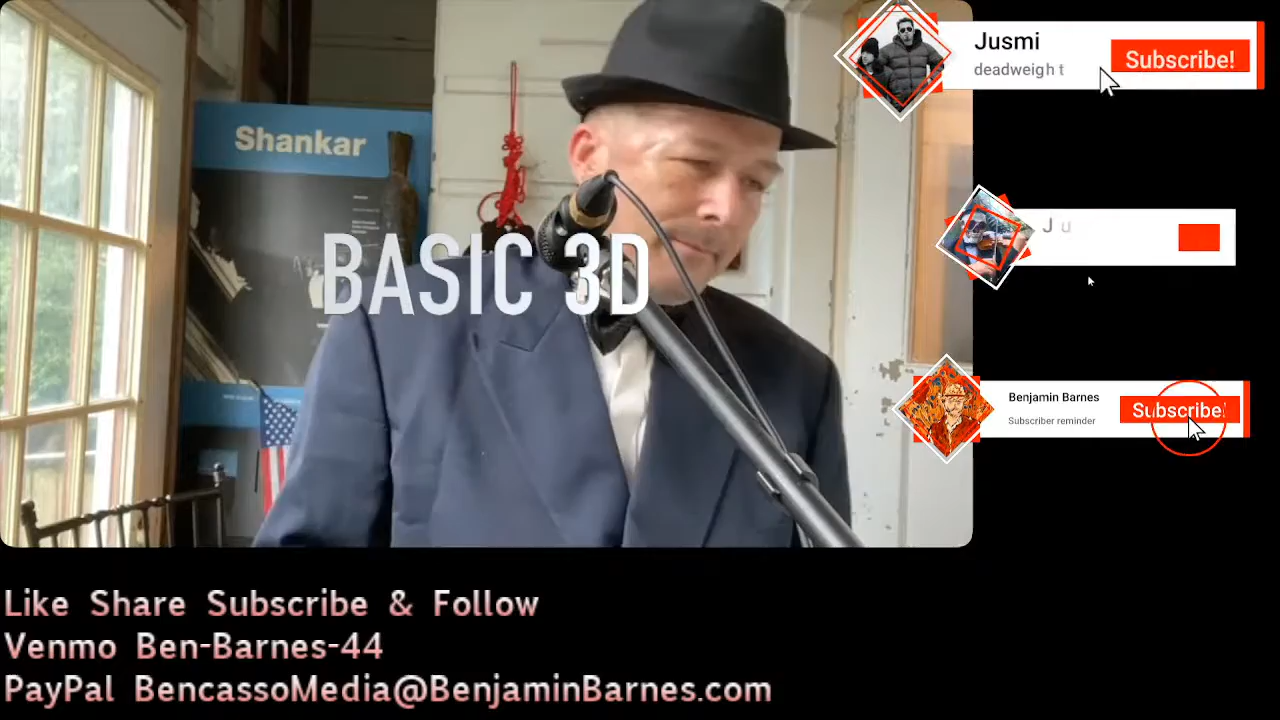 Shankar
BASIC 3D
Jusmi
deadweigh t
Subscribe!
J u
Benjamin Barnes
Subscriber reminder
Subscribe!
Like Share Subscribe & Follow
Venmo Ben-Barnes-44
PayPal BencassoMedia@BenjaminBarnes.com